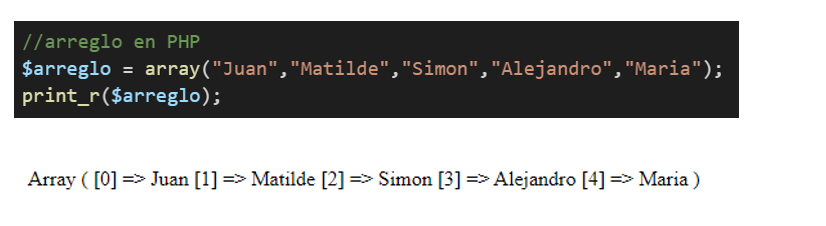 //arreglo en PHP
$arreglo = array("Juan","Matilde","Simon","Alejandro","Maria");
print_r($arreglo);
Array ( [0] => Juan [1] => Matilde [2] => Simon [3] => Alejandro [4] => Maria )